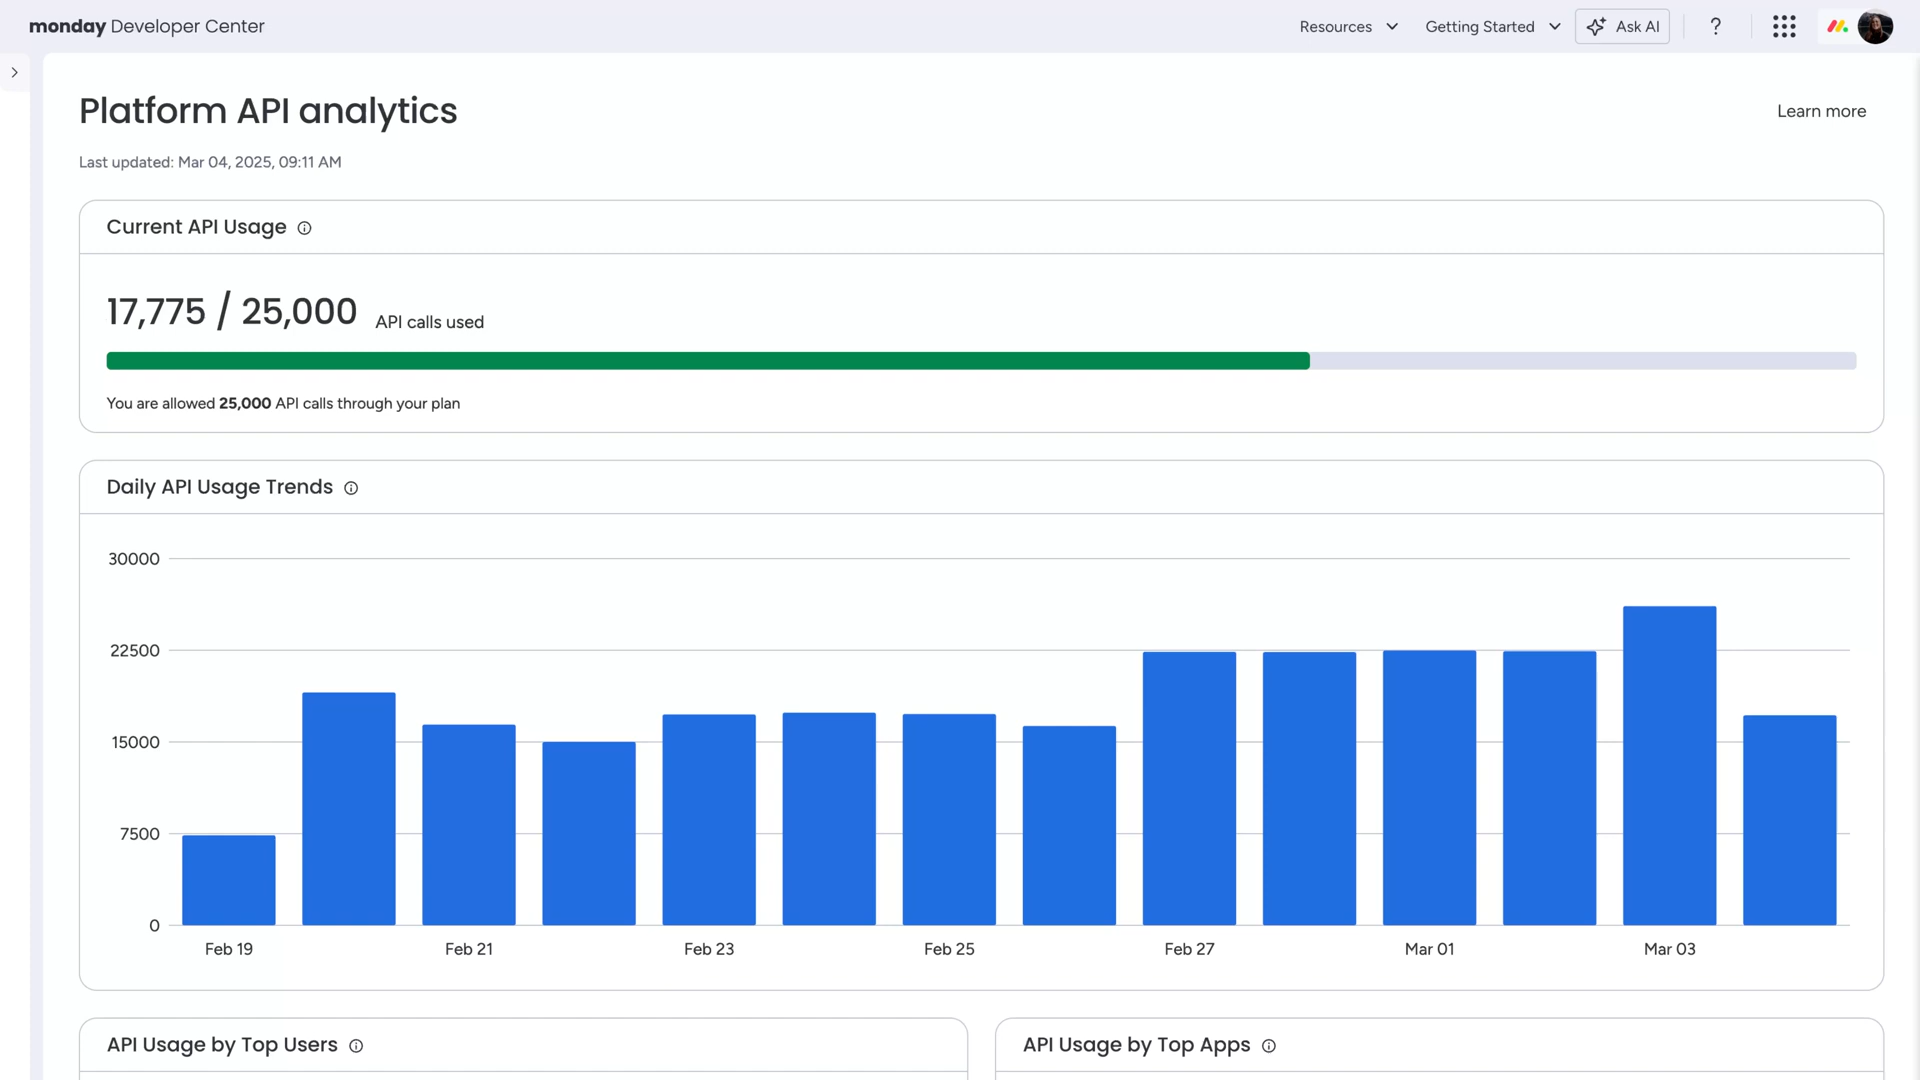 monday Developer Center
Resources
Getting Started
Ask AI
?
Platform API analytics
Learn more
Last updated: Mar 04, 2025, 09:11 AM
Current API Usage
17,775 / 25,000 API calls used
You are allowed 25,000 API calls through your plan
Daily API Usage Trends
30000
22500
15000
7500
0
Feb 19
Feb 21
Feb 23
Feb 25
Feb 27
Mar 01
Mar 03
API Usage by Top Users
API Usage by Top Apps